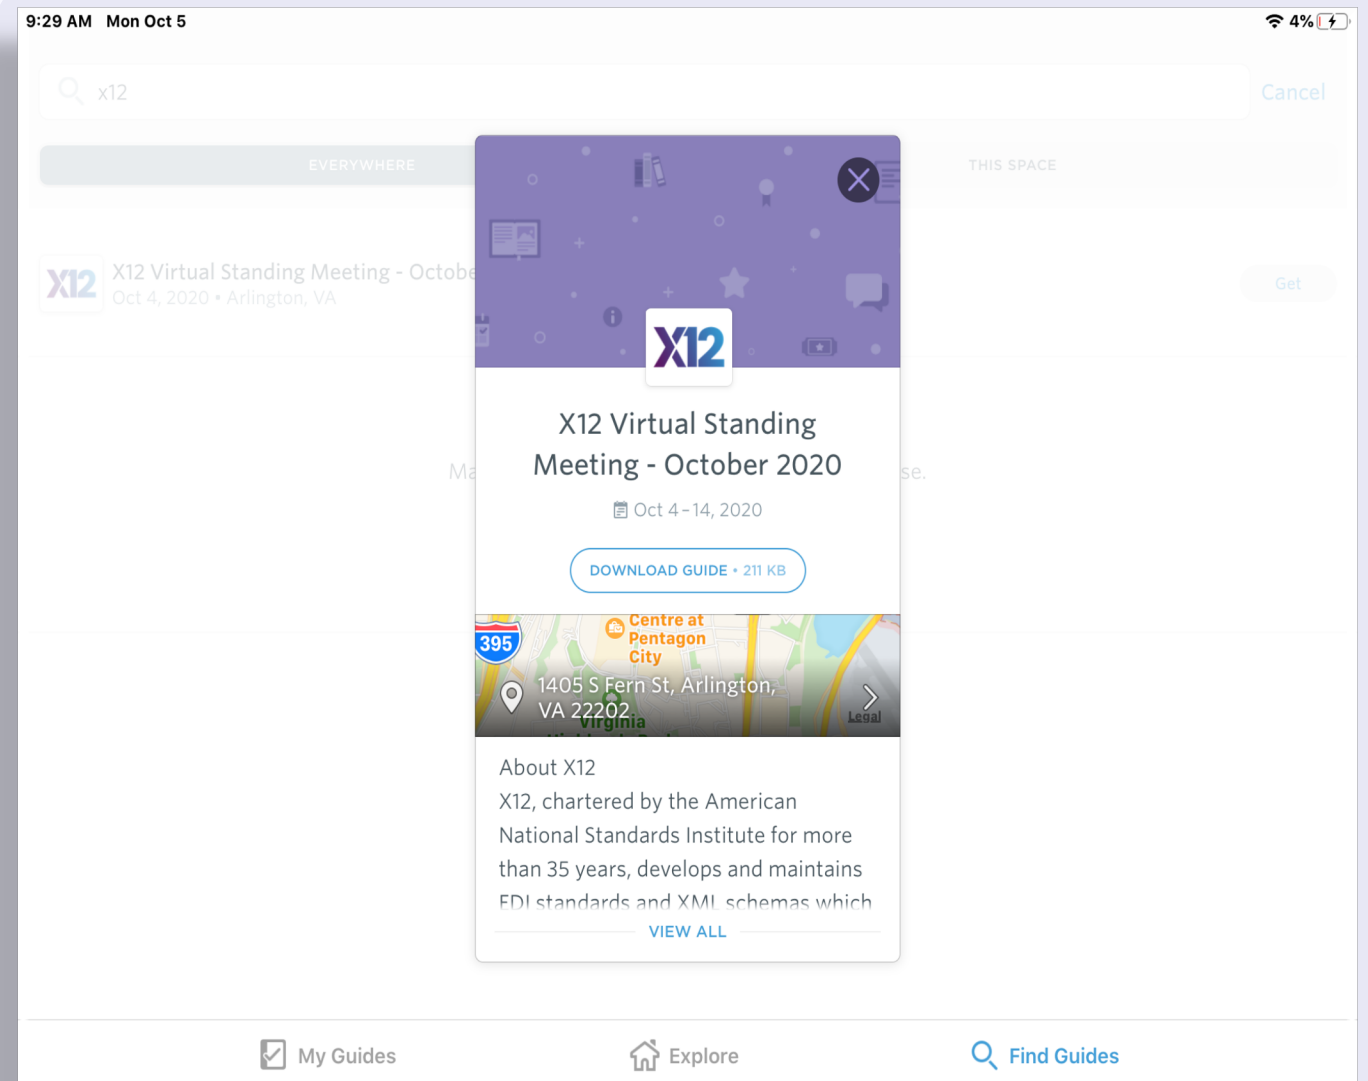 9:29 AM Mon Oct 5
4%
x12
Cancel
EVERYWHERE
THIS SPACE
X12
X12 Virtual Standing Meeting - Octobe
Oct 4, 2020 • Arlington, VA
Get
X12
X12 Virtual Standing
Meeting - October 2020
Ma
se.
Oct 4–14, 2020
DOWNLOAD GUIDE • 211 KB
395
Centre at
Pentagon
City
1405 S Fern St, Arlington,
VA 22202
Virginia
Legal
About X12
X12, chartered by the American
National Standards Institute for more
than 35 years, develops and maintains
EDI standards and XML schemas which
VIEW ALL
My Guides
Explore
Find Guides